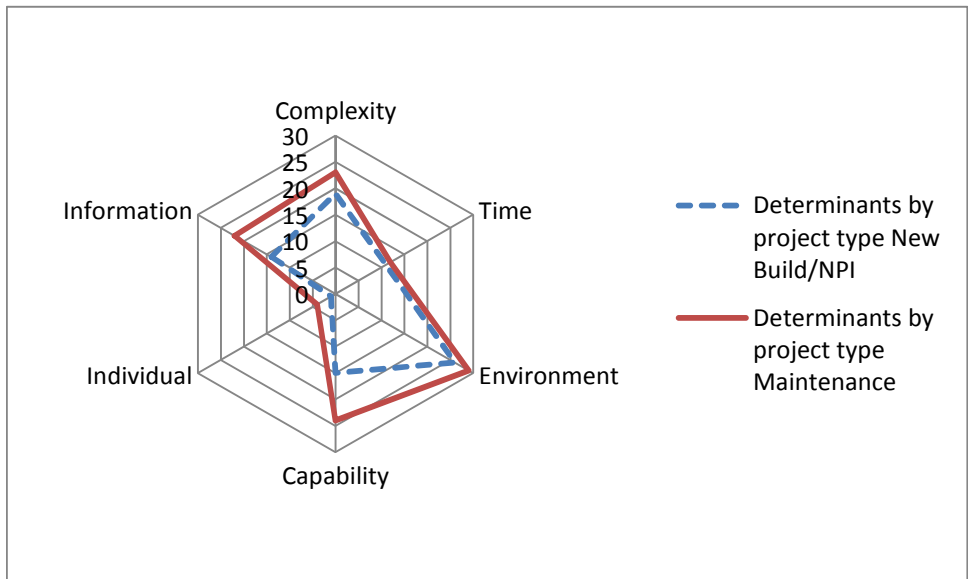 Complexity
30
25
20
15
10
5
0
Time
Environment
Capability
Individual
Information
Determinants by
project type New
Build/NPI
Determinants by
project type
Maintenance